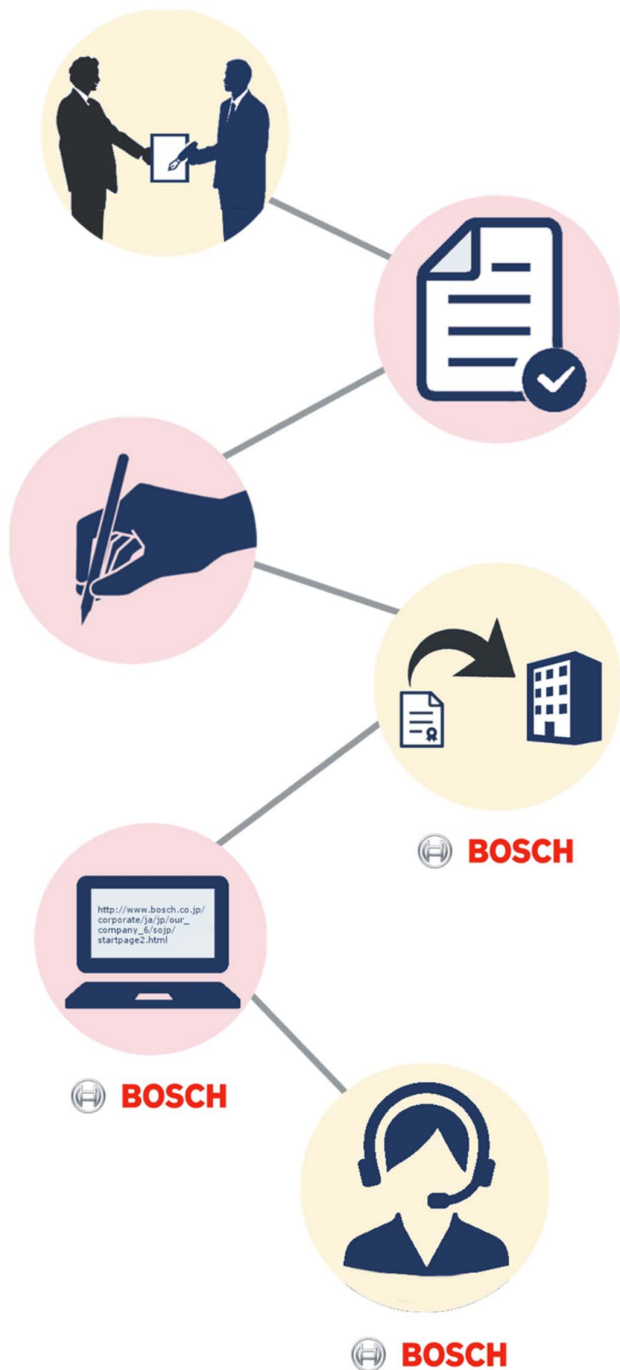 BOSCH
http://www.bosch.co.jp/
corporate/ja/jp/our_
company_6/sojp/
startpage2.html
BOSCH
BOSCH